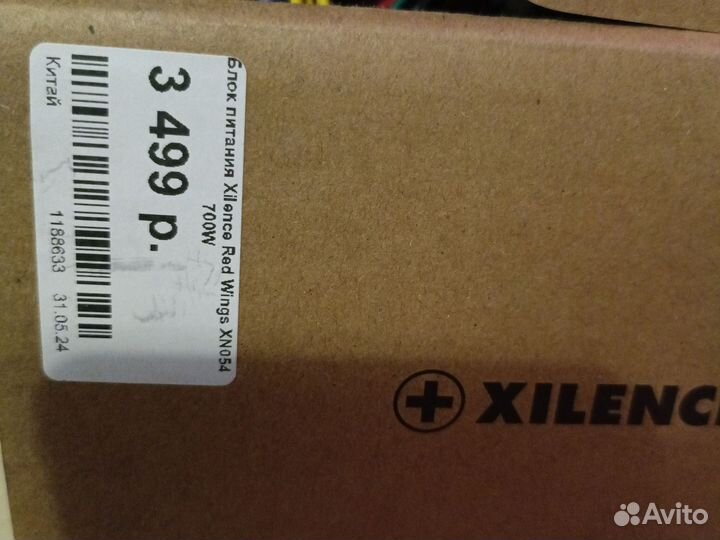 Блок питания Xilence Red Wings XN054
700W
3 499 р.
1188633 31.05.24
Китай
XILENC
Avito